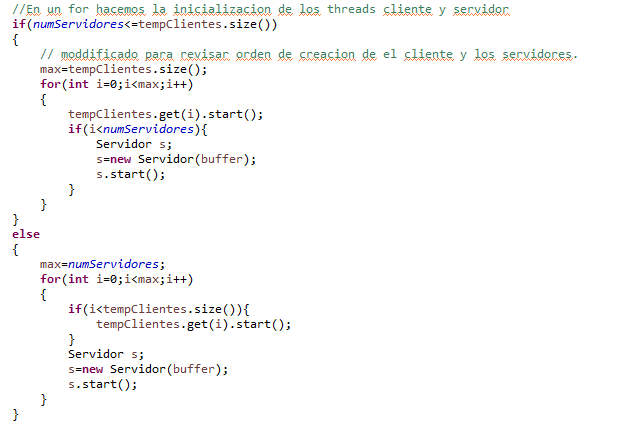 //En un for hacemos la inicializacion de los threads cliente y servidor
if(numServidores<=tempClientes.size())
{
    // moddificado para revisar orden de creacion de el cliente y los servidores.
    max=tempClientes.size();
    for(int i=0;i<max;i++)
    {
        tempClientes.get(i).start();
        if(i<numServidores){
            Servidor s;
            s=new Servidor(buffer);
            s.start();
        }
    }
}
else
{
    max=numServidores;
    for(int i=0;i<max;i++)
    {
        if(i<tempClientes.size()){
            tempClientes.get(i).start();
        }
        Servidor s;
        s=new Servidor(buffer);
        s.start();
    }
}